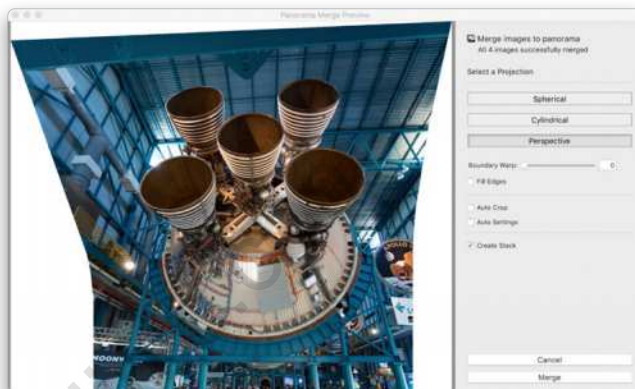 Panorama Merge Preview
Merge images to panorama
All 4 images successfully merged
Select a Projection
Spherical
Cylindrical
Perspective
Boundary Warp: 0
Fill Edges
Auto Crop
Auto Settings
Create Stack
Cancel
Merge